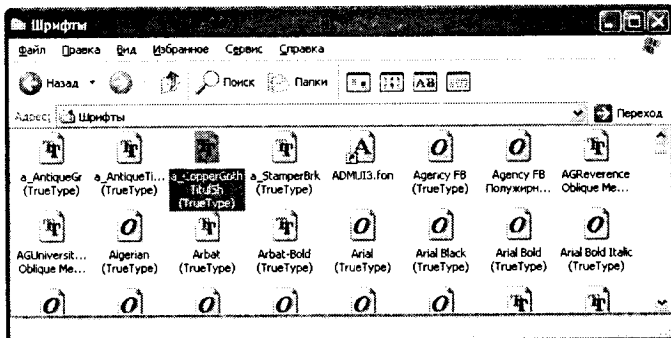 Шрифты
Файл Правка Вид Избранное Сервис Справка
Назад Поиск Папки
Адрес: Шрифты Переход
a_AntiqueGr a_AntiqueTi... a_CopperGoth a_StamperBrk ADMUI3.fon Agency FB Agency FB AGReverence
(TrueType) (TrueType) TitulSh (TrueType) (TrueType) Полужирн... Oblique Me...
(TrueType)
AGUniversit... Algerian Arbat Arbat-Bold Arial Arial Black Arial Bold Arial Bold Italic
Oblique Me... (TrueType) (TrueType) (TrueType) (TrueType) (TrueType) (TrueType) (TrueType)